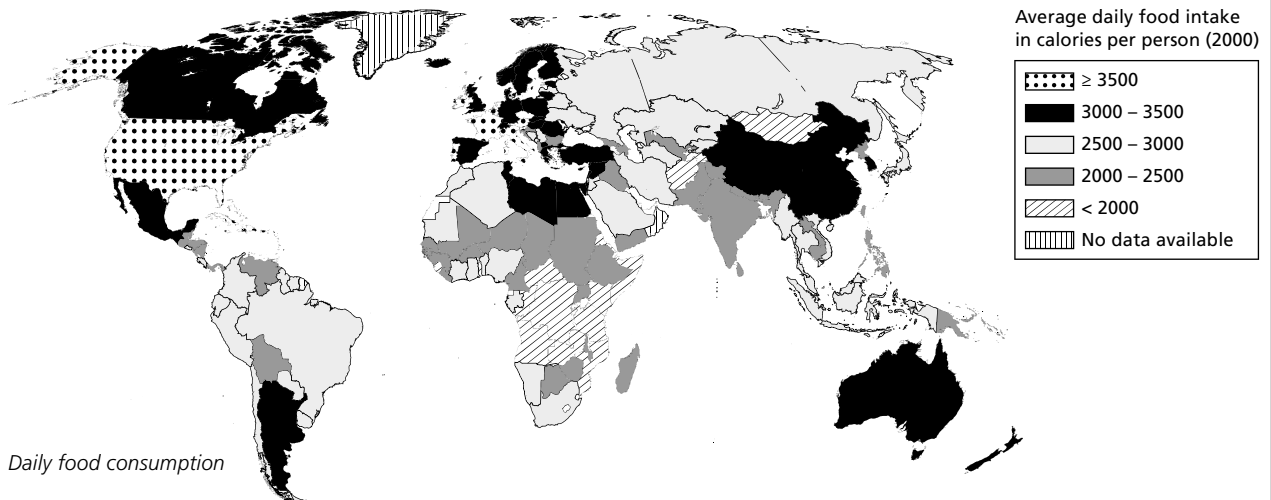 Average daily food intake
in calories per person (2000)
≥ 3500
3000 – 3500
2500 – 3000
2000 – 2500
< 2000
No data available
Daily food consumption